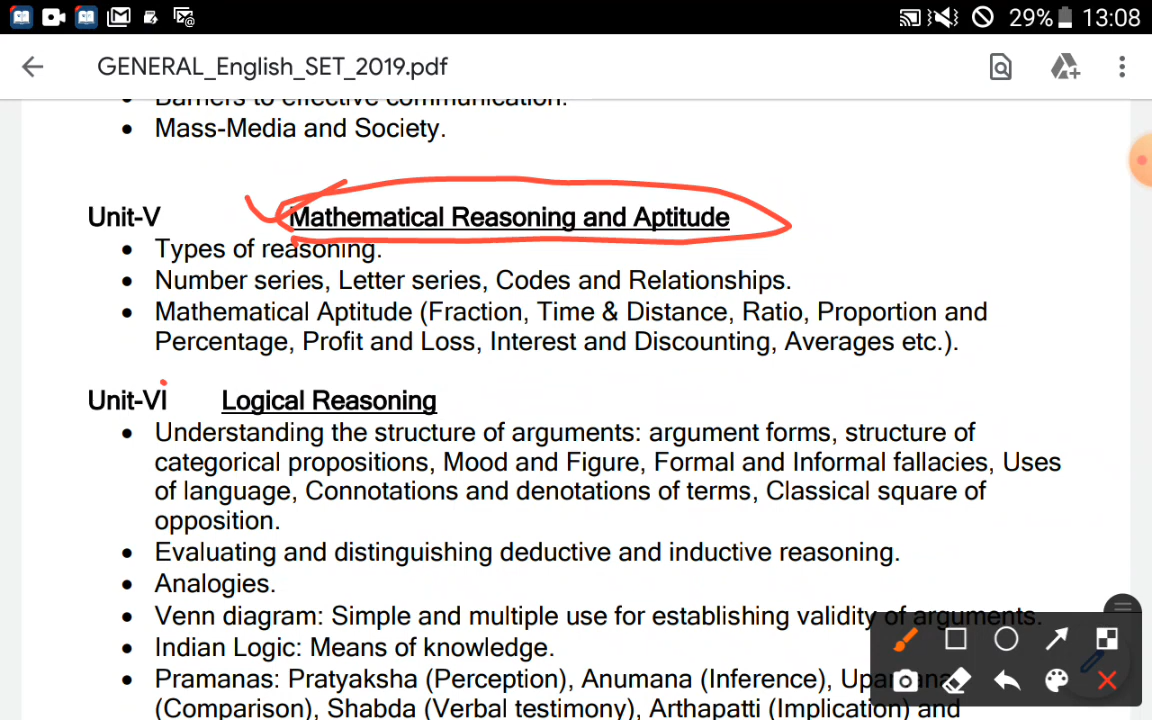 29% 13:08
GENERAL_English_SET_2019.pdf
Barriers to effective communication.
Mass-Media and Society.
Unit-V Mathematical Reasoning and Aptitude
Types of reasoning.
Number series, Letter series, Codes and Relationships.
Mathematical Aptitude (Fraction, Time & Distance, Ratio, Proportion and
Percentage, Profit and Loss, Interest and Discounting, Averages etc.).
Unit-VI Logical Reasoning
Understanding the structure of arguments: argument forms, structure of
categorical propositions, Mood and Figure, Formal and Informal fallacies, Uses
of language, Connotations and denotations of terms, Classical square of
opposition.
Evaluating and distinguishing deductive and inductive reasoning.
Analogies.
Venn diagram: Simple and multiple use for establishing validity of arguments.
Indian Logic: Means of knowledge.
Pramanas: Pratyaksha (Perception), Anumana (Inference),
(Comparison), Shabda (Verbal testimony), Arthapatti (Implication) and